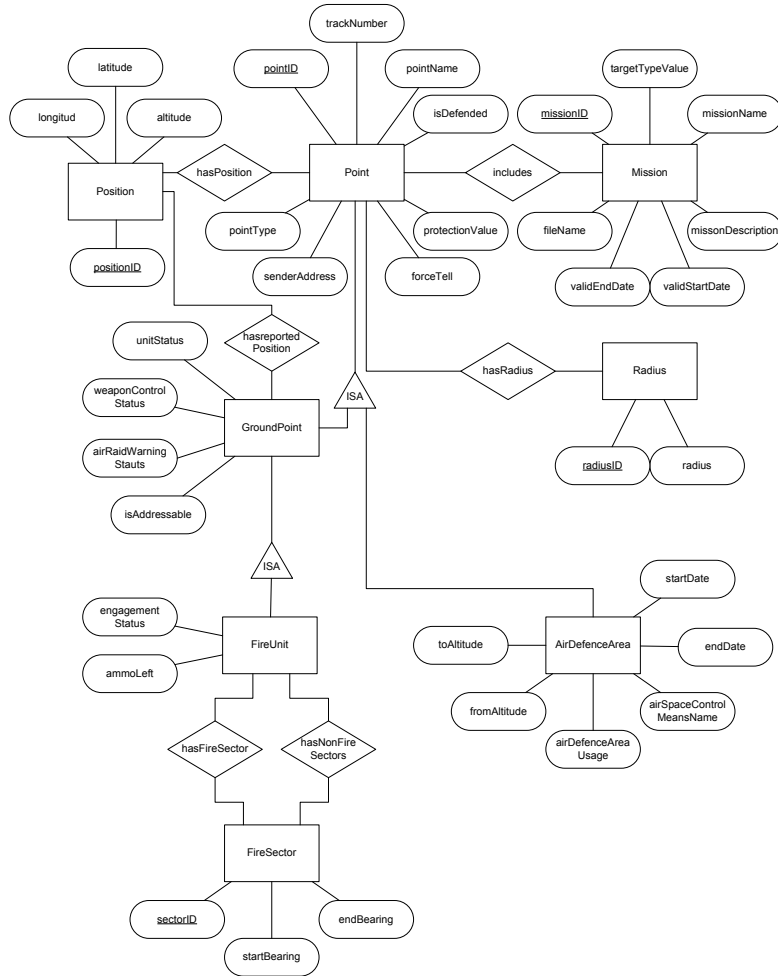 trackNumber
latitude
pointID
pointName
targetTypeValue
longitud
altitude
isDefended
missionID
missionName
hasPosition
Position
Point
includes
Mission
pointType
protectionValue
fileName
missonDescription
positionID
senderAddress
forceTell
validEndDate
validStartDate
unitStatus
hasreported
Position
weaponControl
Status
ISA
hasRadius
Radius
GroundPoint
airRaidWarning
Stauts
radiusID
radius
isAddressable
ISA
startDate
engagement
Status
FireUnit
toAltitude
AirDefenceArea
endDate
ammoLeft
fromAltitude
airSpaceControl
MeansName
airDefenceArea
Usage
hasFireSector
hasNonFire
Sectors
FireSector
sectorID
endBearing
startBearing